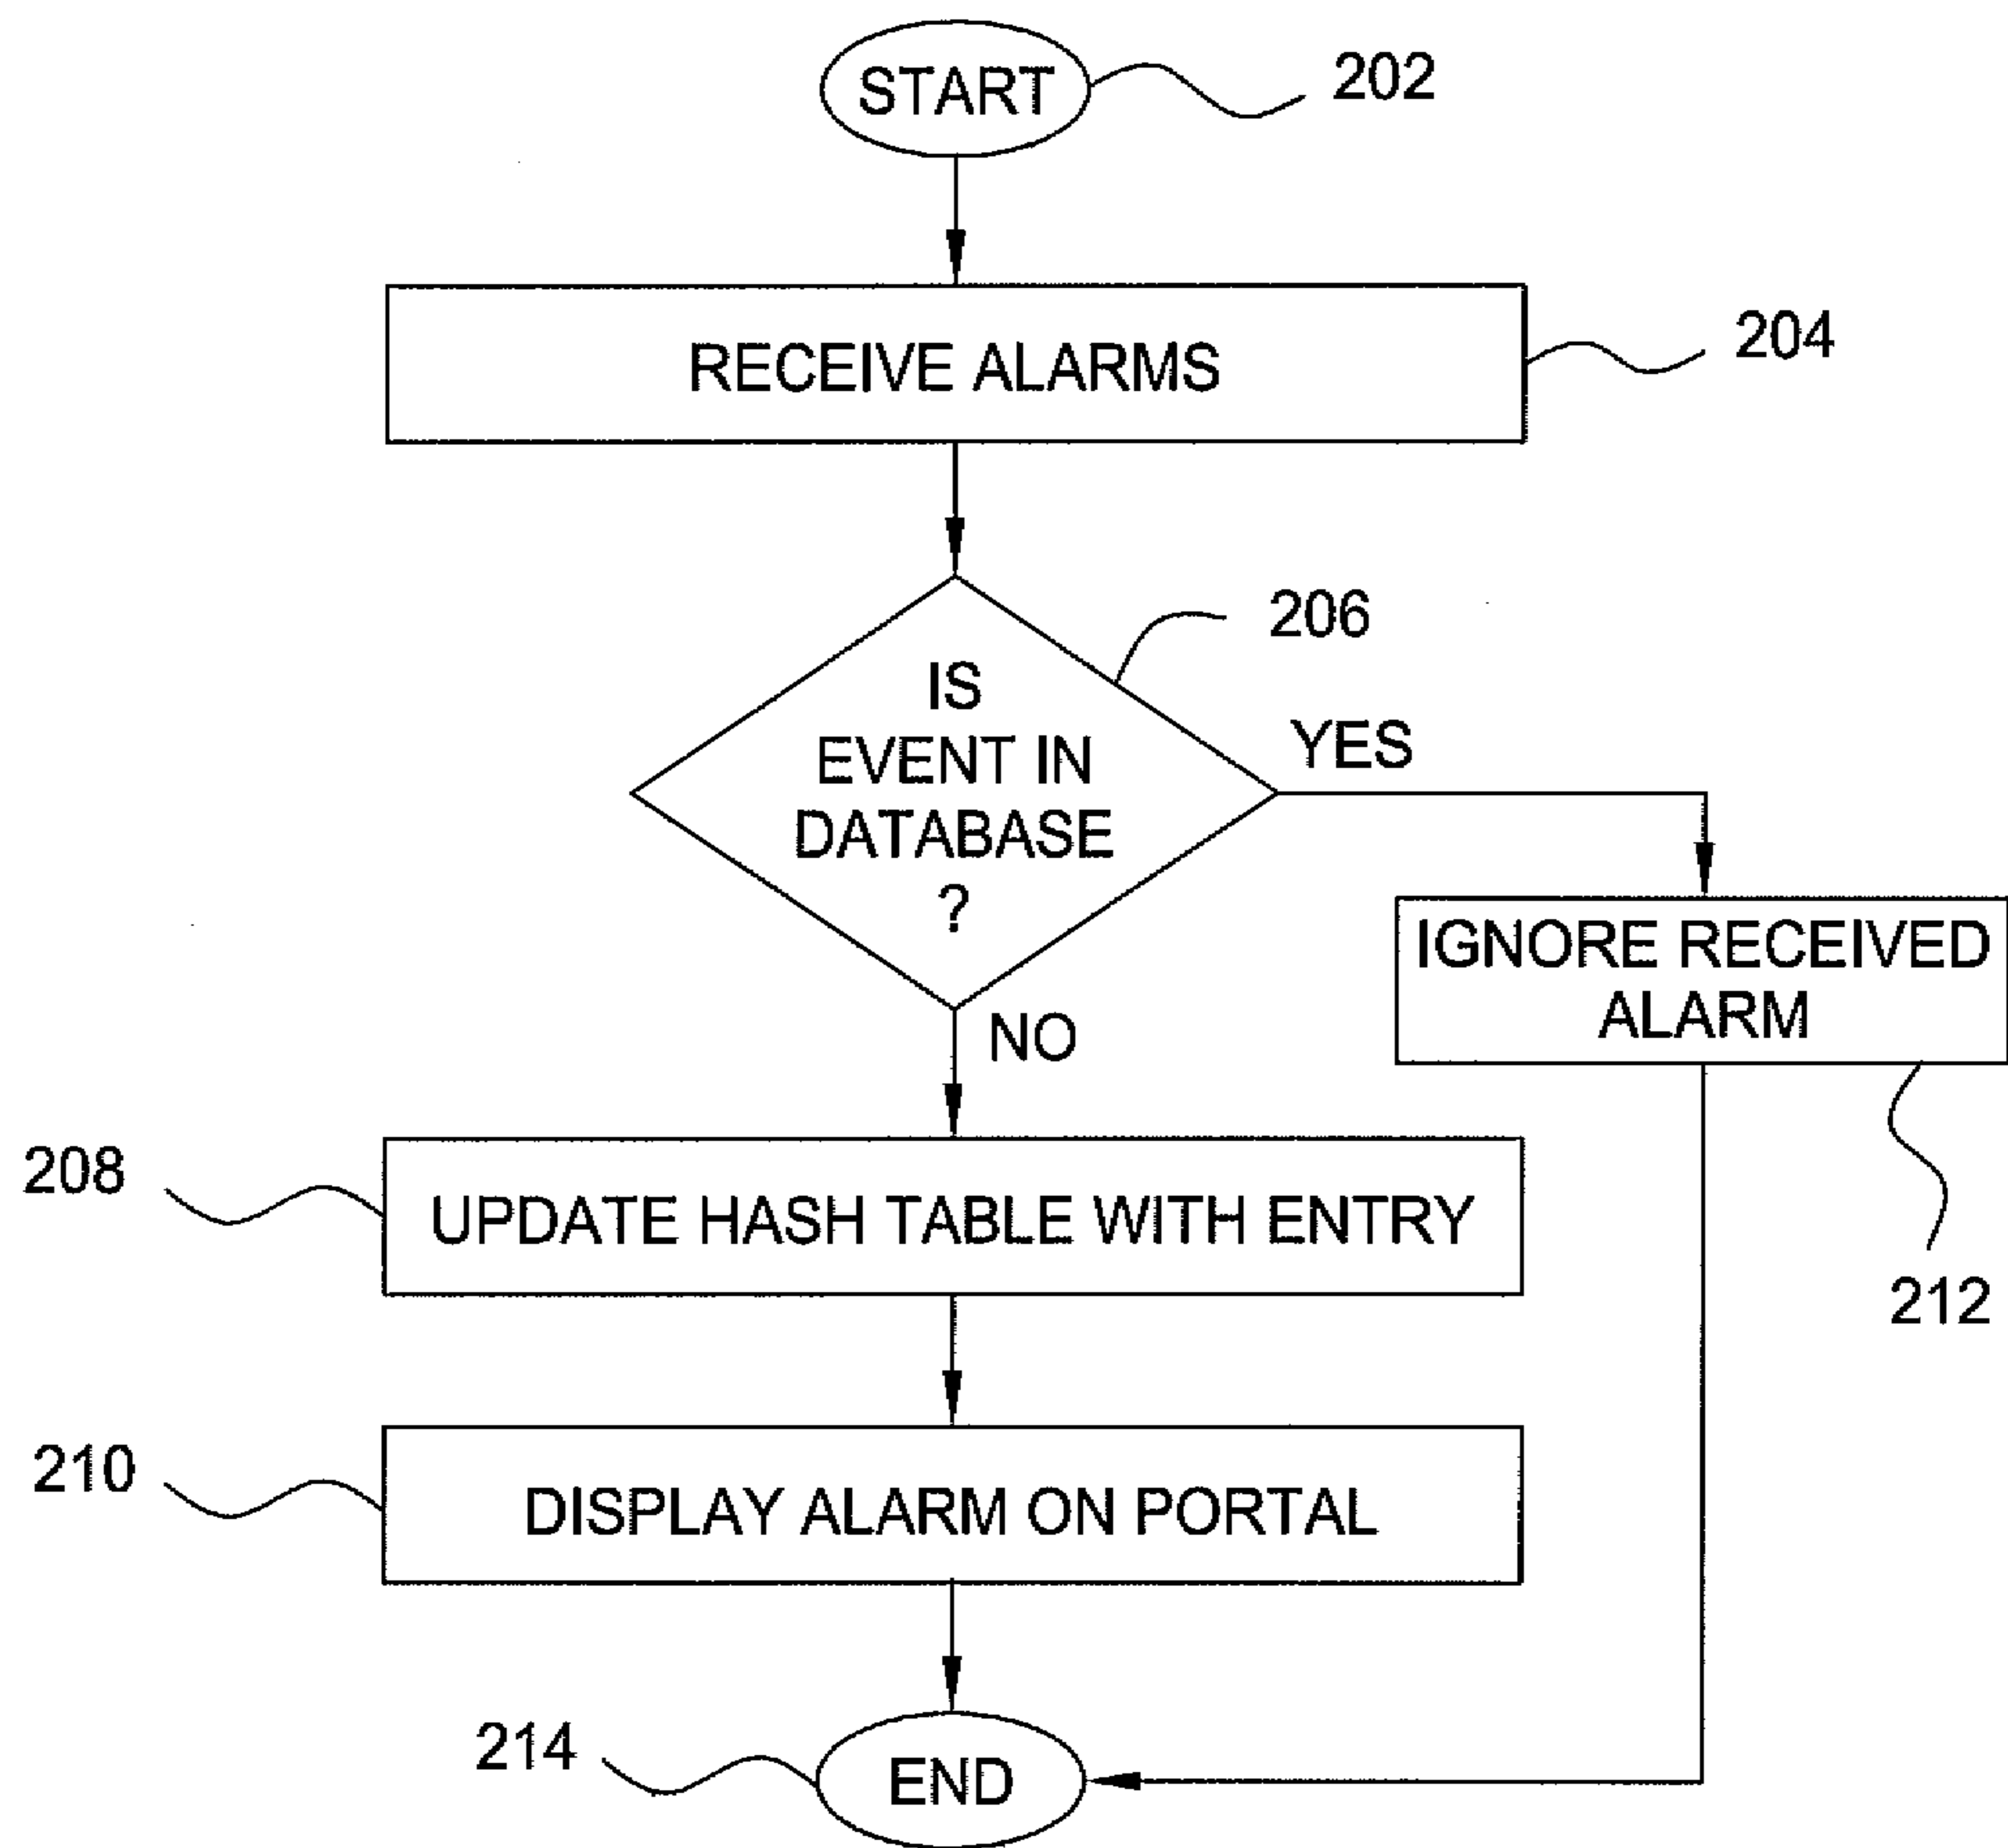 START
202
RECEIVE ALARMS
204
206
IS
EVENT IN
DATABASE
?
YES
IGNORE RECEIVED
ALARM
212
NO
208
UPDATE HASH TABLE WITH ENTRY
210
DISPLAY ALARM ON PORTAL
214
END